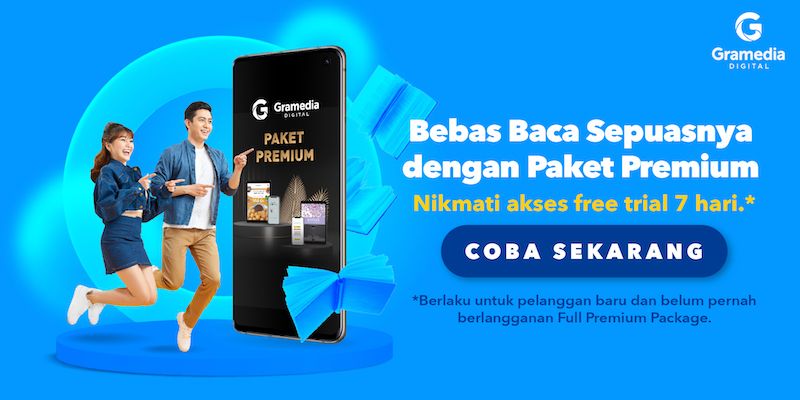 Gramedia
DIGITAL
Gramedia
DIGITAL
PAKET
PREMIUM
Bebas Baca Sepuasnya
dengan Paket Premium
Nikmati akses free trial 7 hari.*
COBA SEKARANG
*Berlaku untuk pelanggan baru dan belum pernah
berlangganan Full Premium Package.